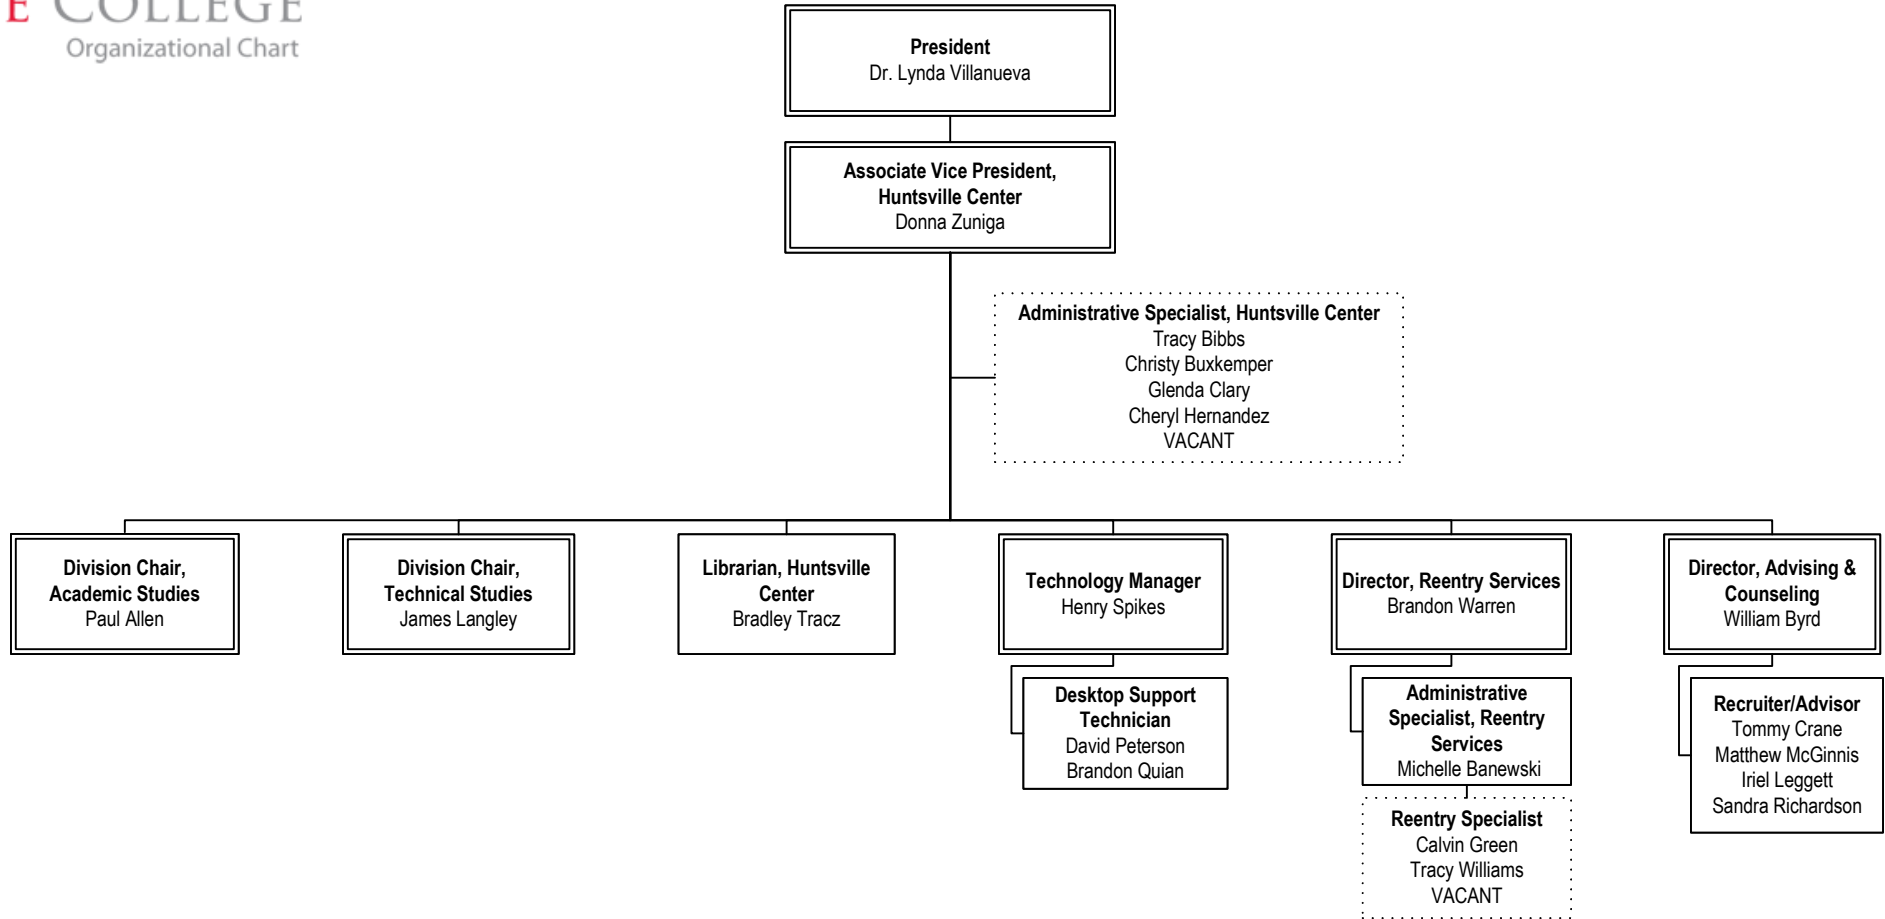 E COLLEGE
Organizational Chart
President
Dr. Lynda Villanueva
Associate Vice President,
Huntsville Center
Donna Zuniga
Administrative Specialist, Huntsville Center
Tracy Bibbs
Christy Buxkemper
Glenda Clary
Cheryl Hernandez
VACANT
Division Chair,
Academic Studies
Paul Allen
Division Chair,
Technical Studies
James Langley
Librarian, Huntsville
Center
Bradley Tracz
Technology Manager
Henry Spikes
Director, Reentry Services
Brandon Warren
Director, Advising &
Counseling
William Byrd
Desktop Support
Technician
David Peterson
Brandon Quian
Administrative
Specialist, Reentry
Services
Michelle Banewski
Reentry Specialist
Calvin Green
Tracy Williams
VACANT
Recruiter/Advisor
Tommy Crane
Matthew McGinnis
Iriel Leggett
Sandra Richardson